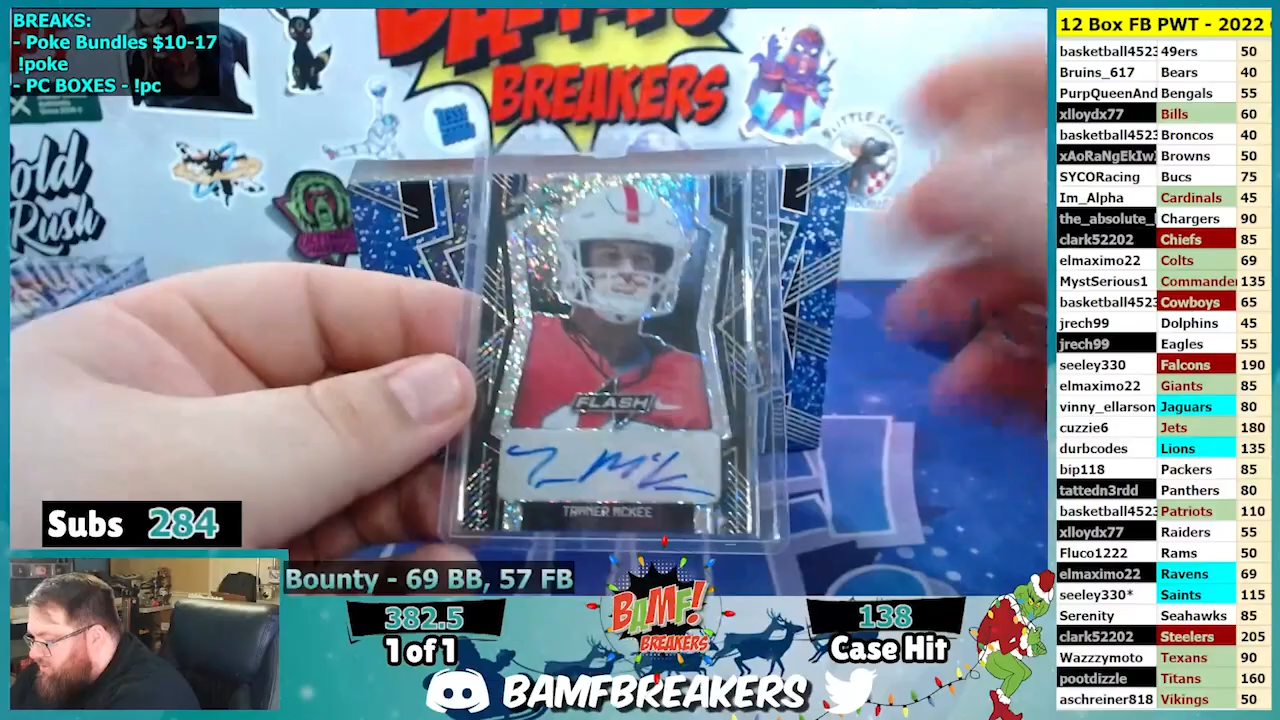 BREAKS:
- Poke Bundles $10-17
!poke
- PC BOXES - !pc
BREAKERS
old
Rush
FLASH
TANNER MCKEE
Subs 284
Bounty - 69 BB, 57 FB
382.5
1 of 1
BAMF!
BREAKERS
138
Case Hit
BAMFBREAKERS
12 Box FB PWT - 2022
basketball4523 49ers 50
Bruins_617 Bears 40
PurpQueenAnd Bengals 55
xlloydx77 Bills 60
basketball4523 Broncos 40
xAoRaNgEkIw Browns 50
SYCORacing Bucs 75
Im_Alpha Cardinals 45
the_absolute_ Chargers 90
clark52202 Chiefs 85
elmaximo22 Colts 69
MystSerious1 Commande 135
basketball4523 Cowboys 65
jrech99 Dolphins 45
jrech99 Eagles 55
seeley330 Falcons 190
elmaximo22 Giants 85
vinny_ellarson Jaguars 80
cuzzie6 Jets 180
durbcodes Lions 135
bip118 Packers 85
tattedn3rdd Panthers 80
basketball4523 Patriots 110
xlloydx77 Raiders 55
Fluco1222 Rams 50
elmaximo22 Ravens 69
seeley330* Saints 115
Serenity Seahawks 85
clark52202 Steelers 205
Wazzzymoto Texans 90
pootdizzle Titans 160
aschreiner818 Vikings 50